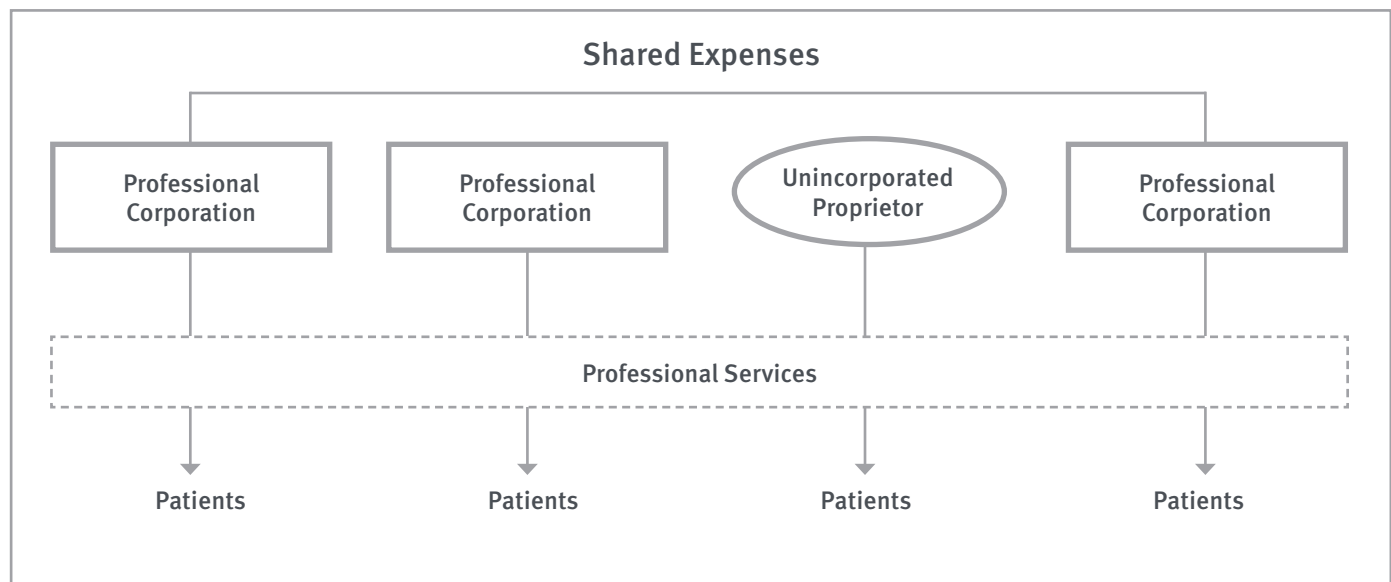 Shared Expenses
Professional
Corporation
Professional
Corporation
Unincorporated
Proprietor
Professional
Corporation
Professional Services
Patients
Patients
Patients
Patients